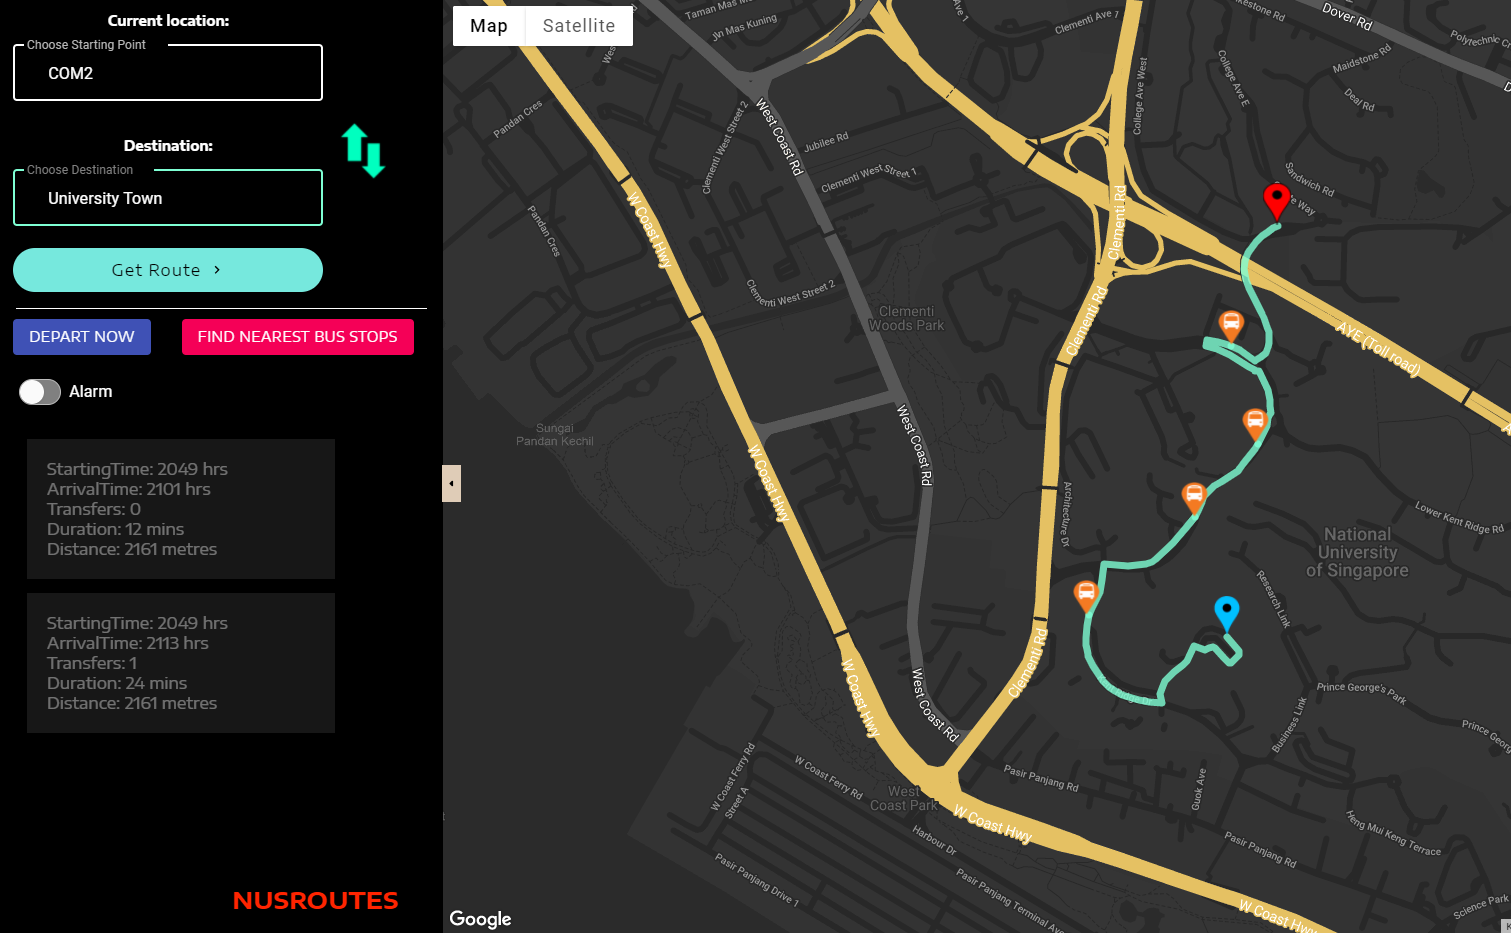 Current location:
Choose Starting Point
COM2
Destination:
Choose Destination
University Town
Get Route ›
DEPART NOW
FIND NEAREST BUS STOPS
Alarm
StartingTime: 2049 hrs
ArrivalTime: 2101 hrs
Transfers: 0
Duration: 12 mins
Distance: 2161 metres
StartingTime: 2049 hrs
ArrivalTime: 2113 hrs
Transfers: 1
Duration: 24 mins
Distance: 2161 metres
NUSROUTES
Map
Satellite
Taman Mas M
Jln Mas Kuning
Ave 1
Clementi Ave 7
kestone Rd
Dover Rd
Polytechnic C
Maidstone Rd
Deal Rd
College Ave E
College Ave West
Wes
Pandan Cres
West Coast Rd
Clementi West Street 2
Jubilee Rd
Clementi West Street 1
Sandwich Rd
Way
W Coast Hwy
Clementi Rd
Pandan Cres
Clementi West Street 2
Clementi
Woods Park
Clementi Rd
AYE (Toll road)
West Coast Rd
Sungai
Pandan Kechil
W Coast Hwy
Architecture Dr
Lower Kent Ridge Rd
National
University
of Singapore
Research Link
Clementi Rd
W Coast Hwy
West Coast Rd
Prince George's Park
Business Link
Prince Georg
W Coast Ferry Rd
Street A
W Coast Ferry Rd
Pasir Panjang Rd
Guok Ave
West
Coast Park
W Coast Hwy
Harbour Dr
Heng Mui Keng Terrace
Pasir Panjang Rd
Pasir Panjang Drive 1
Pasir Panjang Terminal Ave
W Coast Hwy
Science Park
Google